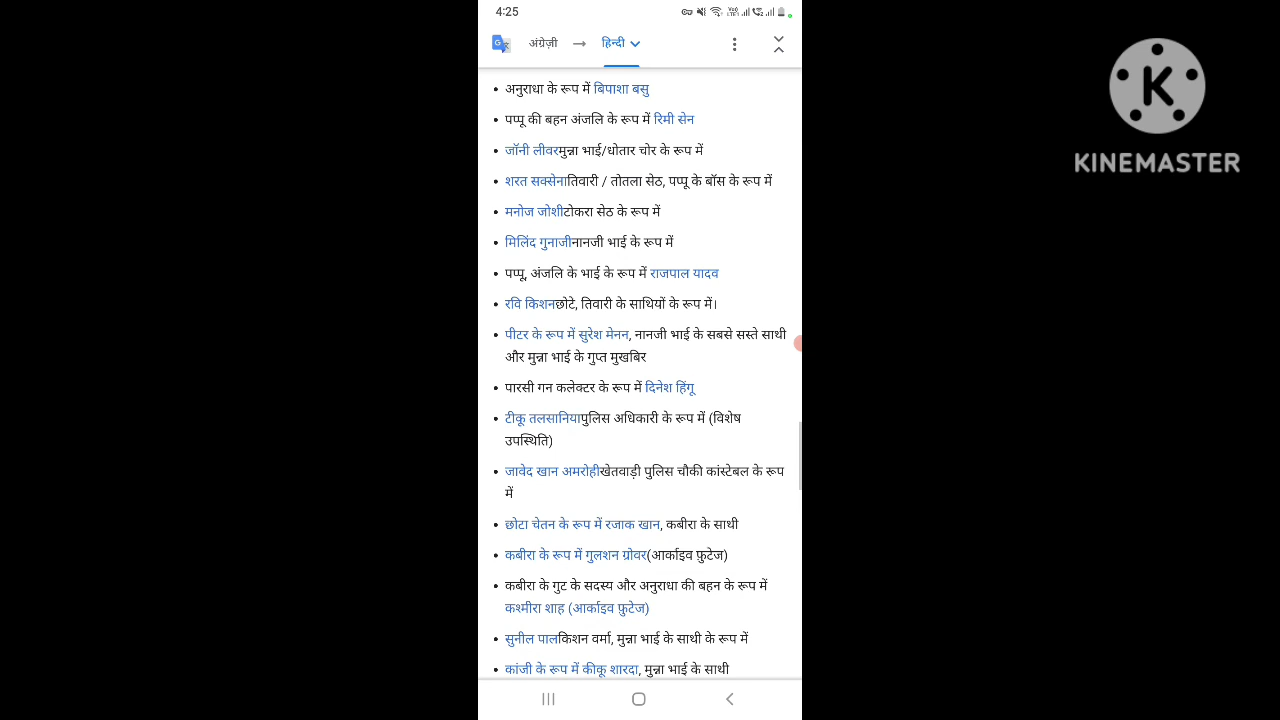 4:25
अंग्रेज़ी → हिन्दी
KINEMASTER
• अनुराधा के रूप में बिपाशा बसु
• पप्पू की बहन अंजलि के रूप में रिमी सेन
• जॉनी लीवरमुन्ना भाई/धोतार चोर के रूप में
• शरत सक्सेनातिवारी / तोतला सेठ, पप्पू के बॉस के रूप में
• मनोज जोशीटोकरा सेठ के रूप में
• मिलिंद गुनाजीनानजी भाई के रूप में
• पप्पू, अंजलि के भाई के रूप में राजपाल यादव
• रवि किशनछोटे, तिवारी के साथियों के रूप में।
• पीटर के रूप में सुरेश मेनन, नानजी भाई के सबसे सस्ते साथी
और मुन्ना भाई के गुप्त मुखबिर
• पारसी गन कलेक्टर के रूप में दिनेश हिंगू
• टीकू तलसानियापुलिस अधिकारी के रूप में (विशेष
उपस्थिति)
• जावेद खान अमरोहीखेतवाड़ी पुलिस चौकी कांस्टेबल के रूप
में
• छोटा चेतन के रूप में रजाक खान, कबीरा के साथी
• कबीरा के रूप में गुलशन ग्रोवर(आर्काइव फ़ुटेज)
• कबीरा के गुट के सदस्य और अनुराधा की बहन के रूप में
कश्मीरा शाह (आर्काइव फ़ुटेज)
• सुनील पालकिशन वर्मा, मुन्ना भाई के साथी के रूप में
• कांजी के रूप में कीकू शारदा, मुन्ना भाई के साथी